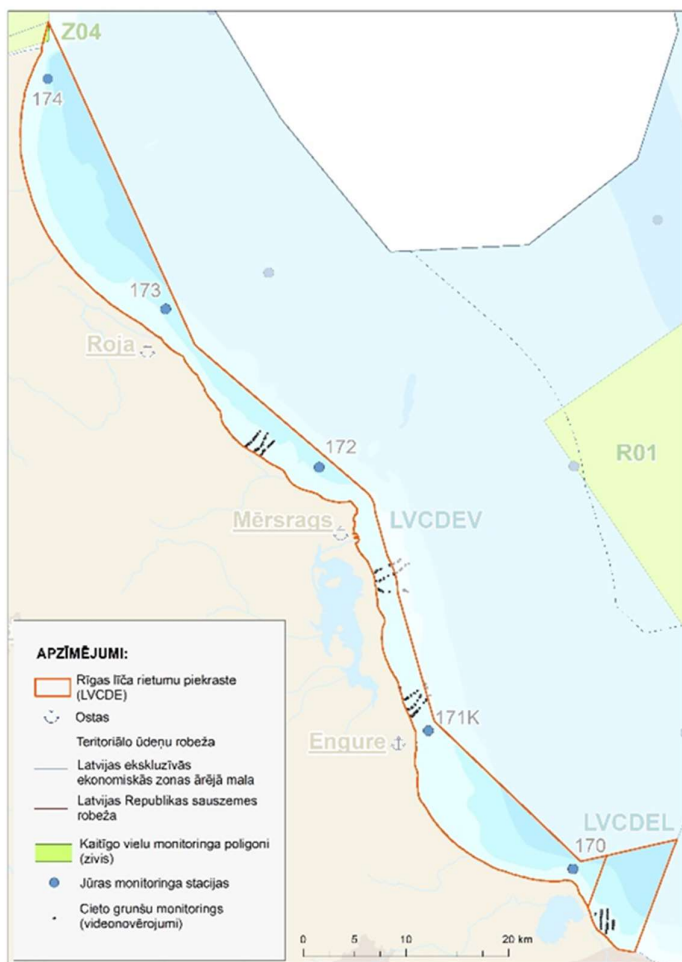 Z04
174
173
Roja
172
R01
Mērsrags
LVCDEV
171K
Engure
LVCDEL
170
APZĪMĒJUMI:
Rīgas līča rietumu piekraste
(LVCDE)
Ostas
Teritoriālo ūdeņu robeža
Latvijas ekskluzīvās
ekonomiskās zonas ārējā mala
Latvijas Republikas sauszemes
robeža
Kaitīgo vielu monitoringa poligoni
(zivis)
Jūras monitoringa stacijas
Cieto grunšu monitorings
(videonovērojumi)
0 5 10 20 km